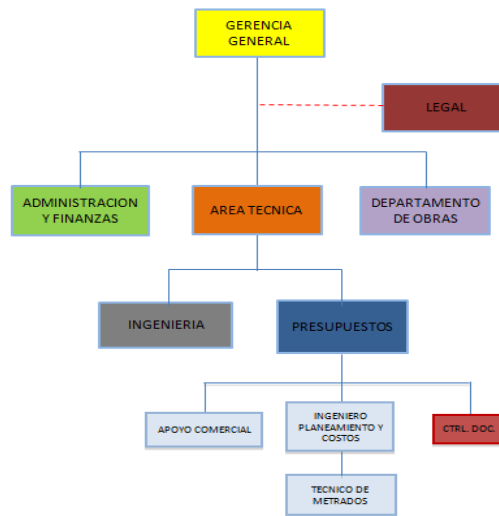 GERENCIA
GENERAL
LEGAL
ADMINISTRACION
Y FINANZAS
AREA TECNICA
DEPARTAMENTO
DE OBRAS
INGENIERIA
PRESUPUESTOS
APOYO COMERCIAL
INGENIERO
PLANEAMIENTO Y
COSTOS
CTRL. DOC.
TECNICO DE
METRADOS